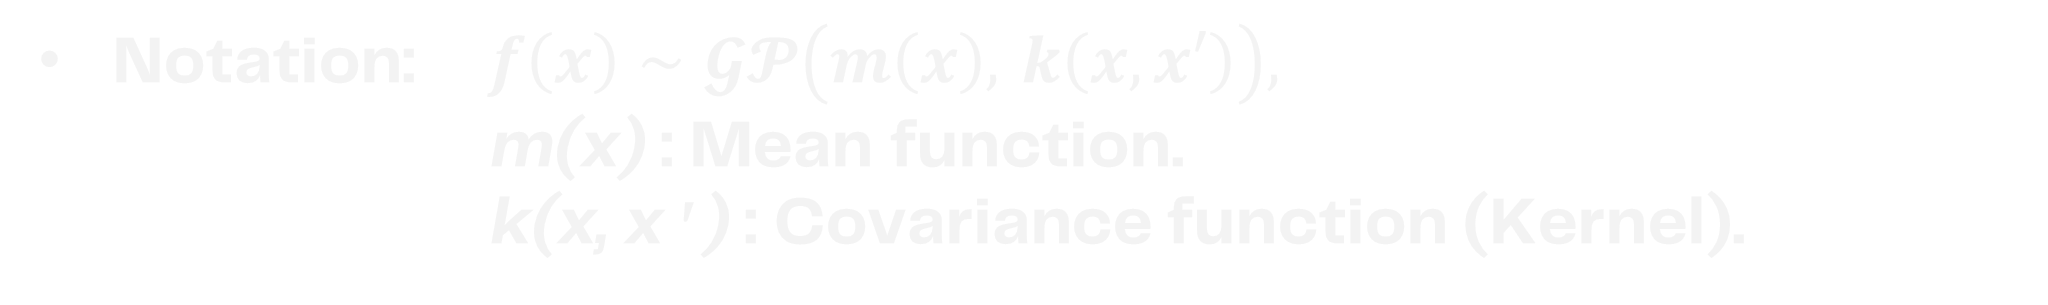 • Notation: 𝒇(𝒙) ~ 𝓖𝓟(𝒎(𝒙), 𝒌(𝒙, 𝒙′)),
m(x) : Mean function.
k(x, x ′ ) : Covariance function (Kernel).